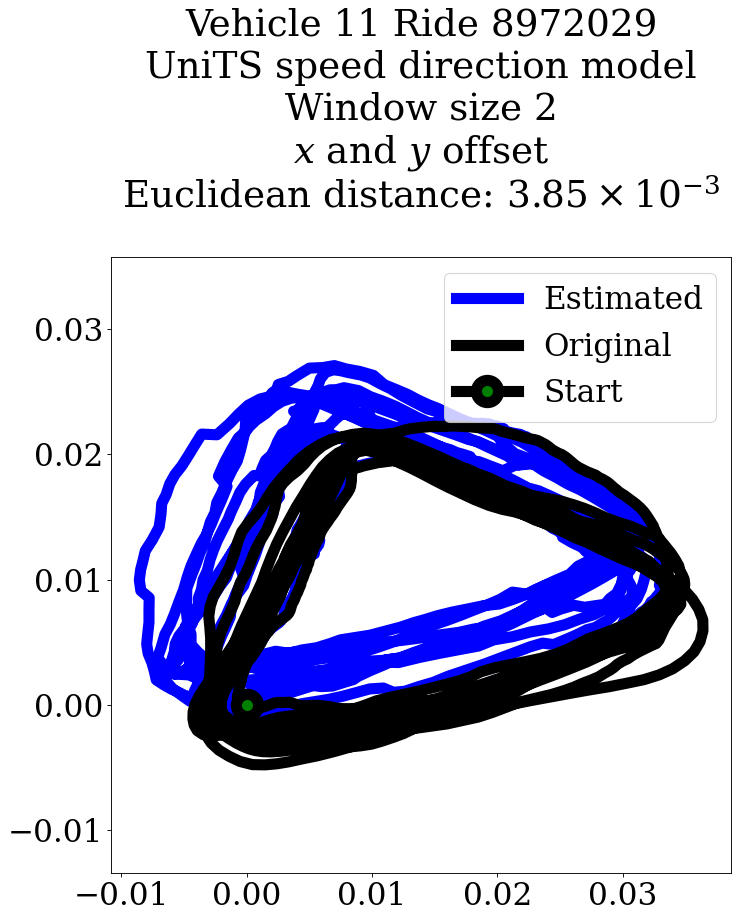 Vehicle 11 Ride 8972029
UniTS speed direction model
Window size 2
x and y offset
Euclidean distance: 3.85 × 10⁻³
Estimated
Original
Start
0.03
0.02
0.01
0.00
−0.01
−0.01 0.00 0.01 0.02 0.03